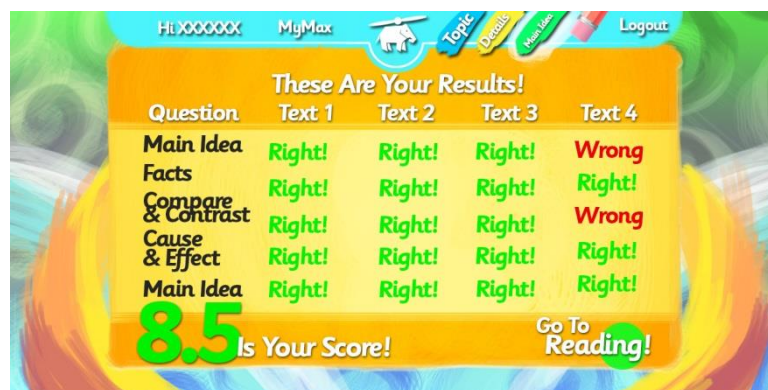 Hi XXXXXX MyMax Topic Details Main Idea Logout
These Are Your Results!
Question Text 1 Text 2 Text 3 Text 4
Main Idea Right! Right! Right! Wrong
Facts Right! Right! Right! Right!
Compare
& Contrast Right! Right! Right! Wrong
Cause
& Effect Right! Right! Right! Right!
Main Idea Right! Right! Right! Right!
8.5 Is Your Score!
Go To
Reading!